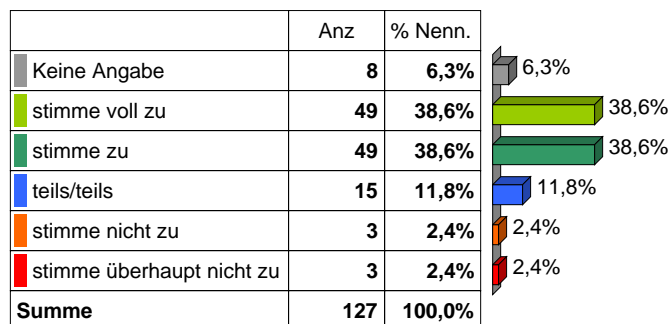 Anz % Nenn.
Keine Angabe 8 6,3% 6,3%
stimme voll zu 49 38,6% 38,6%
stimme zu 49 38,6% 38,6%
teils/teils 15 11,8% 11,8%
stimme nicht zu 3 2,4% 2,4%
stimme überhaupt nicht zu 3 2,4% 2,4%
Summe 127 100,0%